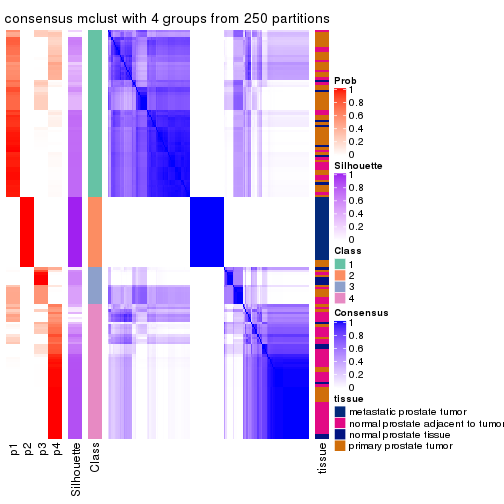 consensus mclust with 4 groups from 250 partitions
Prob
1
0.8
0.6
0.4
0.2
0
Silhouette
1
0.8
0.6
0.4
0.2
0
Class
1
2
3
4
Consensus
1
0.8
0.6
0.4
0.2
0
tissue
metastatic prostate tumor
normal prostate adjacent to tumor
normal prostate tissue
primary prostate tumor
p1
p2
p3
p4
Silhouette
Class
tissue